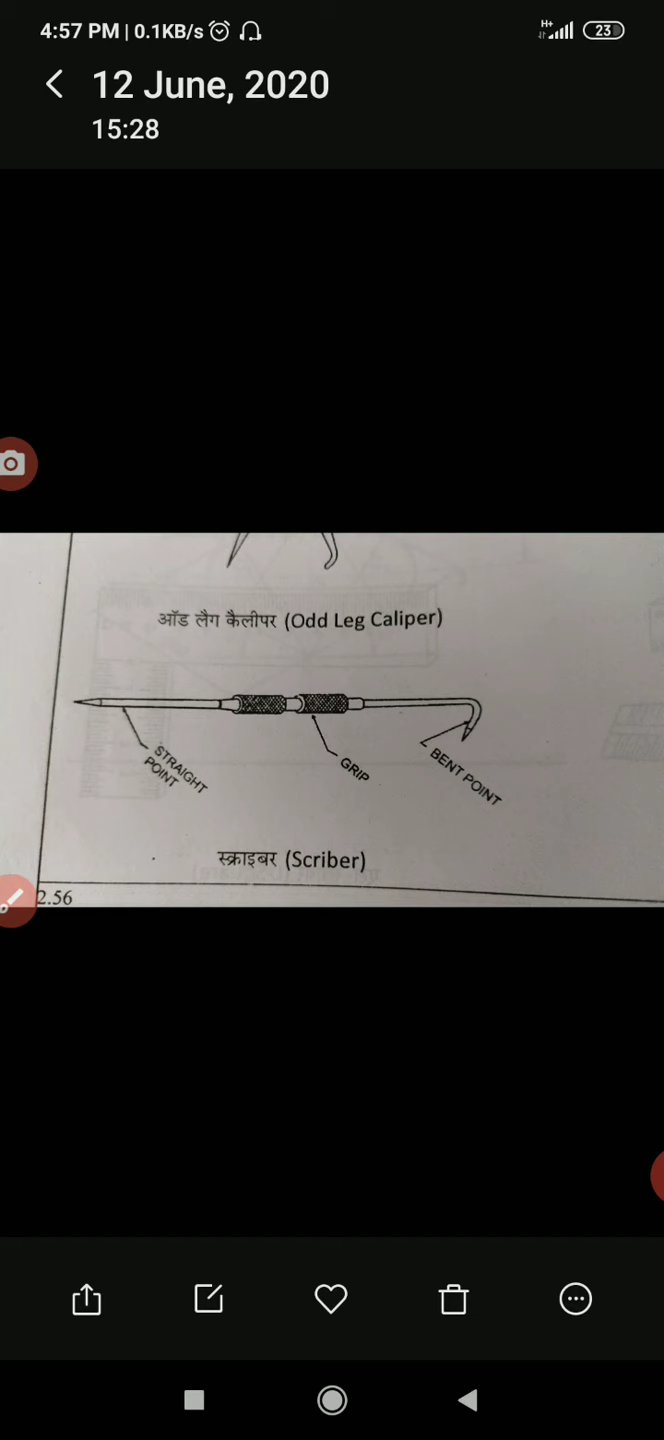 4:57 PM | 0.1KB/s
H+
23
12 June, 2020
15:28
ऑड लैग कैलीपर (Odd Leg Caliper)
STRAIGHT
POINT
GRIP
BENT POINT
स्क्राइबर (Scriber)
2.56